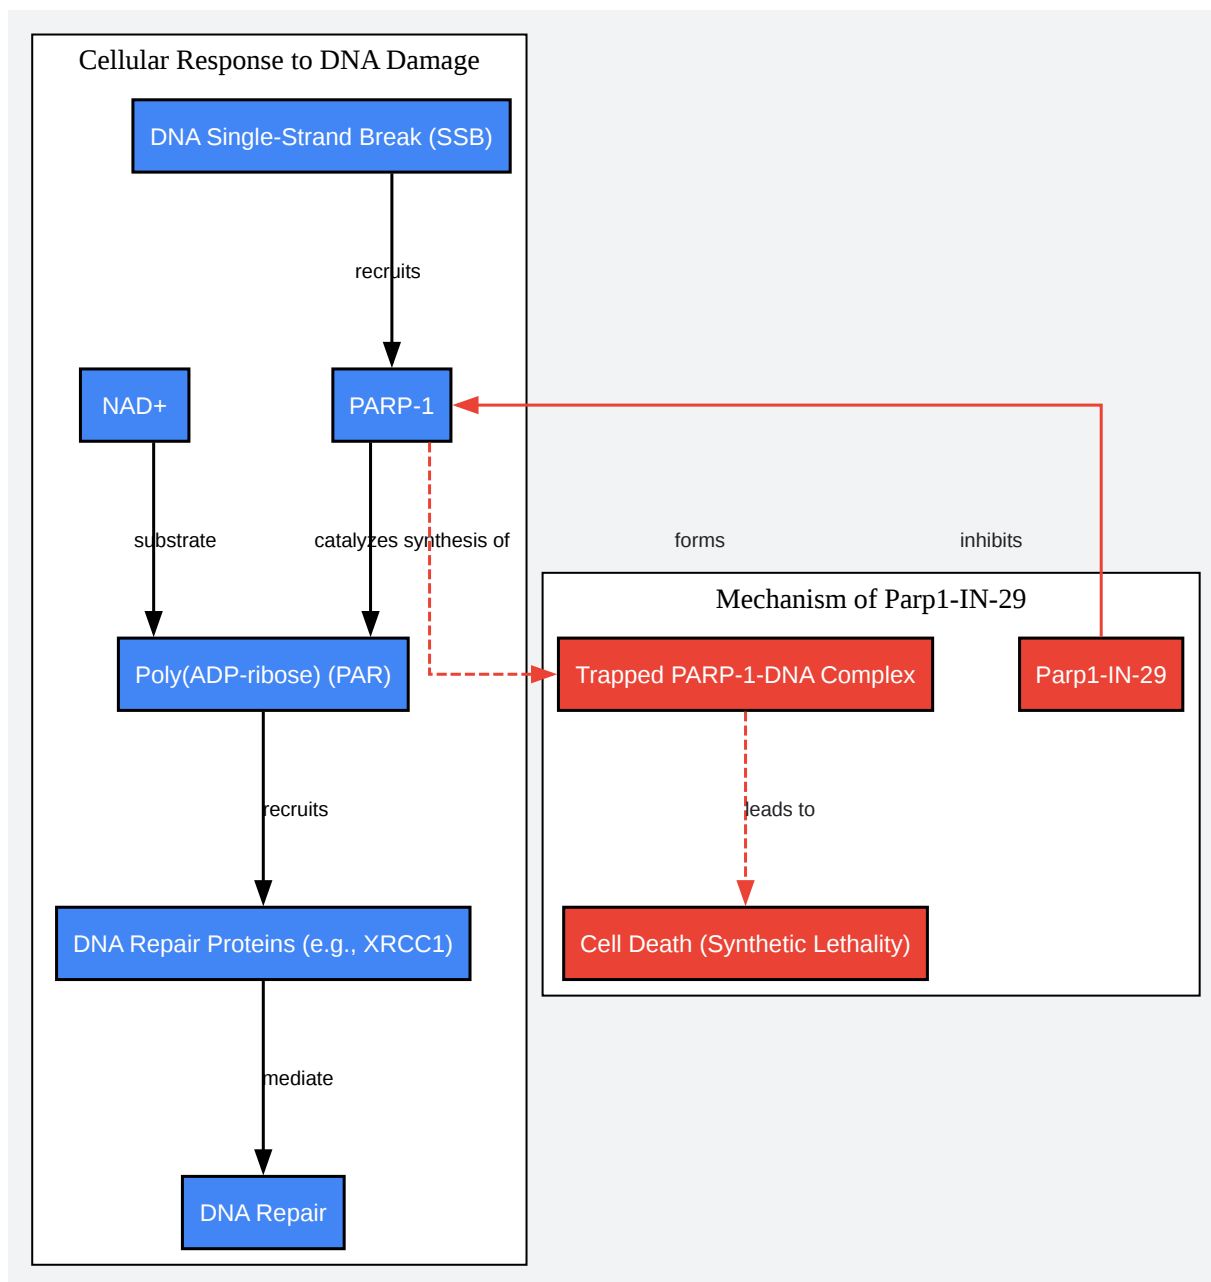 Cellular Response to DNA Damage
DNA Single-Strand Break (SSB)
recruits
NAD+
PARP-1
substrate
catalyzes synthesis of
forms
inhibits
Mechanism of Parp1-IN-29
Poly(ADP-ribose) (PAR)
Trapped PARP-1-DNA Complex
Parp1-IN-29
recruits
leads to
DNA Repair Proteins (e.g., XRCC1)
Cell Death (Synthetic Lethality)
mediate
DNA Repair